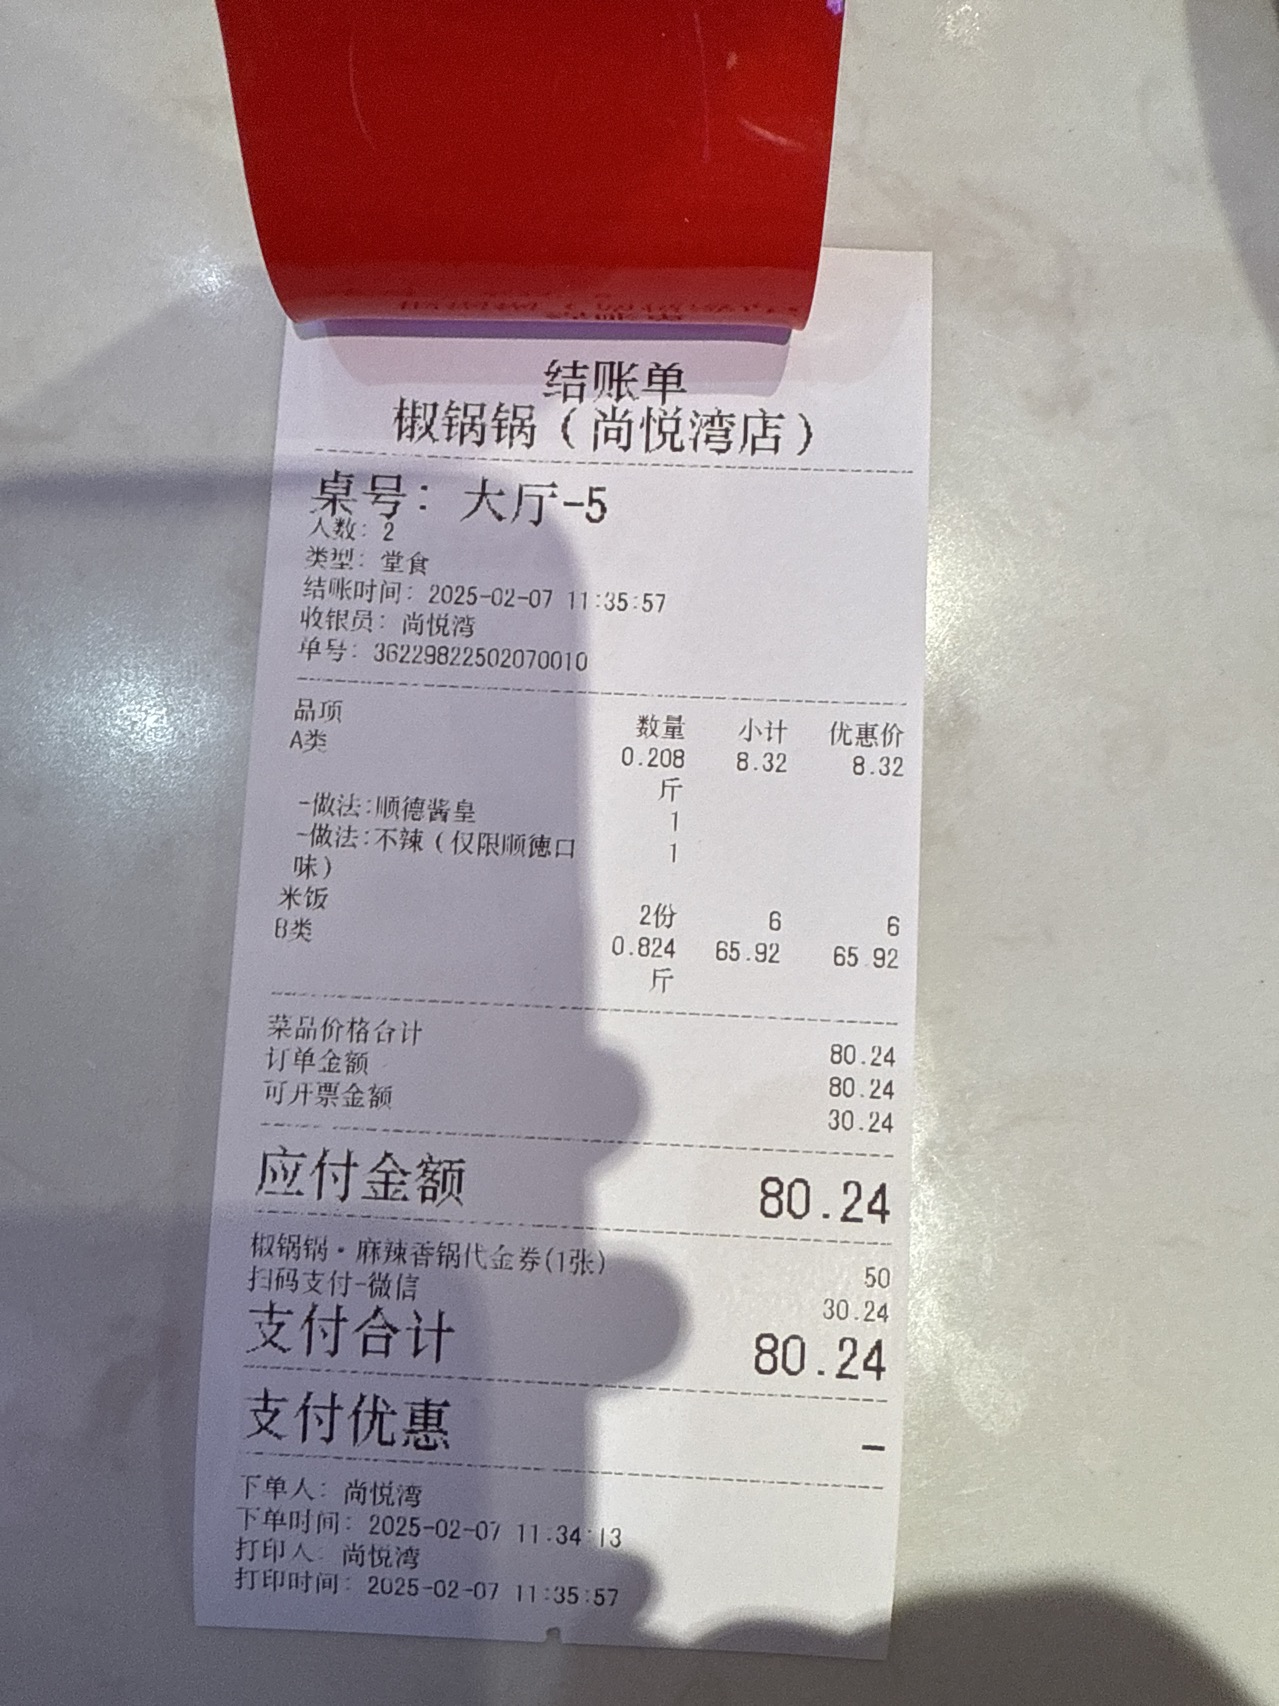 结账单
椒锅锅（尚悦湾店）
桌号：大厅-5
人数：2
类型：堂食
结账时间：2025-02-07 11:35:57
收银员：尚悦湾
单号：36229822502070010
品项 数量 小计 优惠价
A类 0.208 8.32 8.32
斤
-做法:顺德酱皇 1
-做法:不辣（仅限顺德口 1
味）
米饭 2份 6 6
B类 0.824 65.92 65.92
斤
菜品价格合计 80.24
订单金额 80.24
可开票金额 30.24
应付金额 80.24
椒锅锅·麻辣香锅代金券(1张) 50
扫码支付-微信 30.24
支付合计 80.24
支付优惠 -
下单人：尚悦湾
下单时间：2025-02-07 11:34:13
打印人：尚悦湾
打印时间：2025-02-07 11:35:57